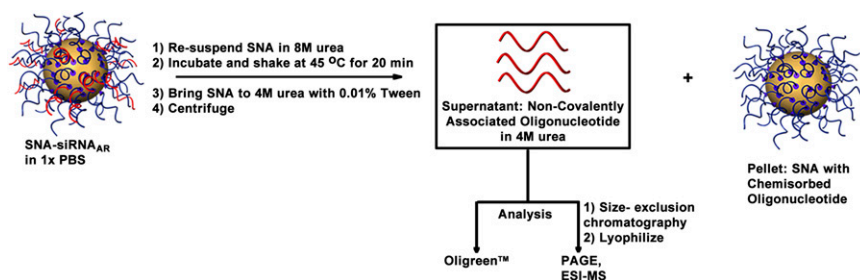 1) Re-suspend SNA in 8M urea
2) Incubate and shake at 45 ⁰C for 20 min
3) Bring SNA to 4M urea with 0.01% Tween
4) Centrifuge
SNA-siRNA_AR
in 1x PBS
Supernatant: Non-Covalently
Associated Oligonucleotide
in 4M urea
+
Pellet: SNA with
Chemisorbed
Oligonucleotide
Analysis
1) Size- exclusion
chromatography
2) Lyophilize
Oligreen™
PAGE,
ESI-MS